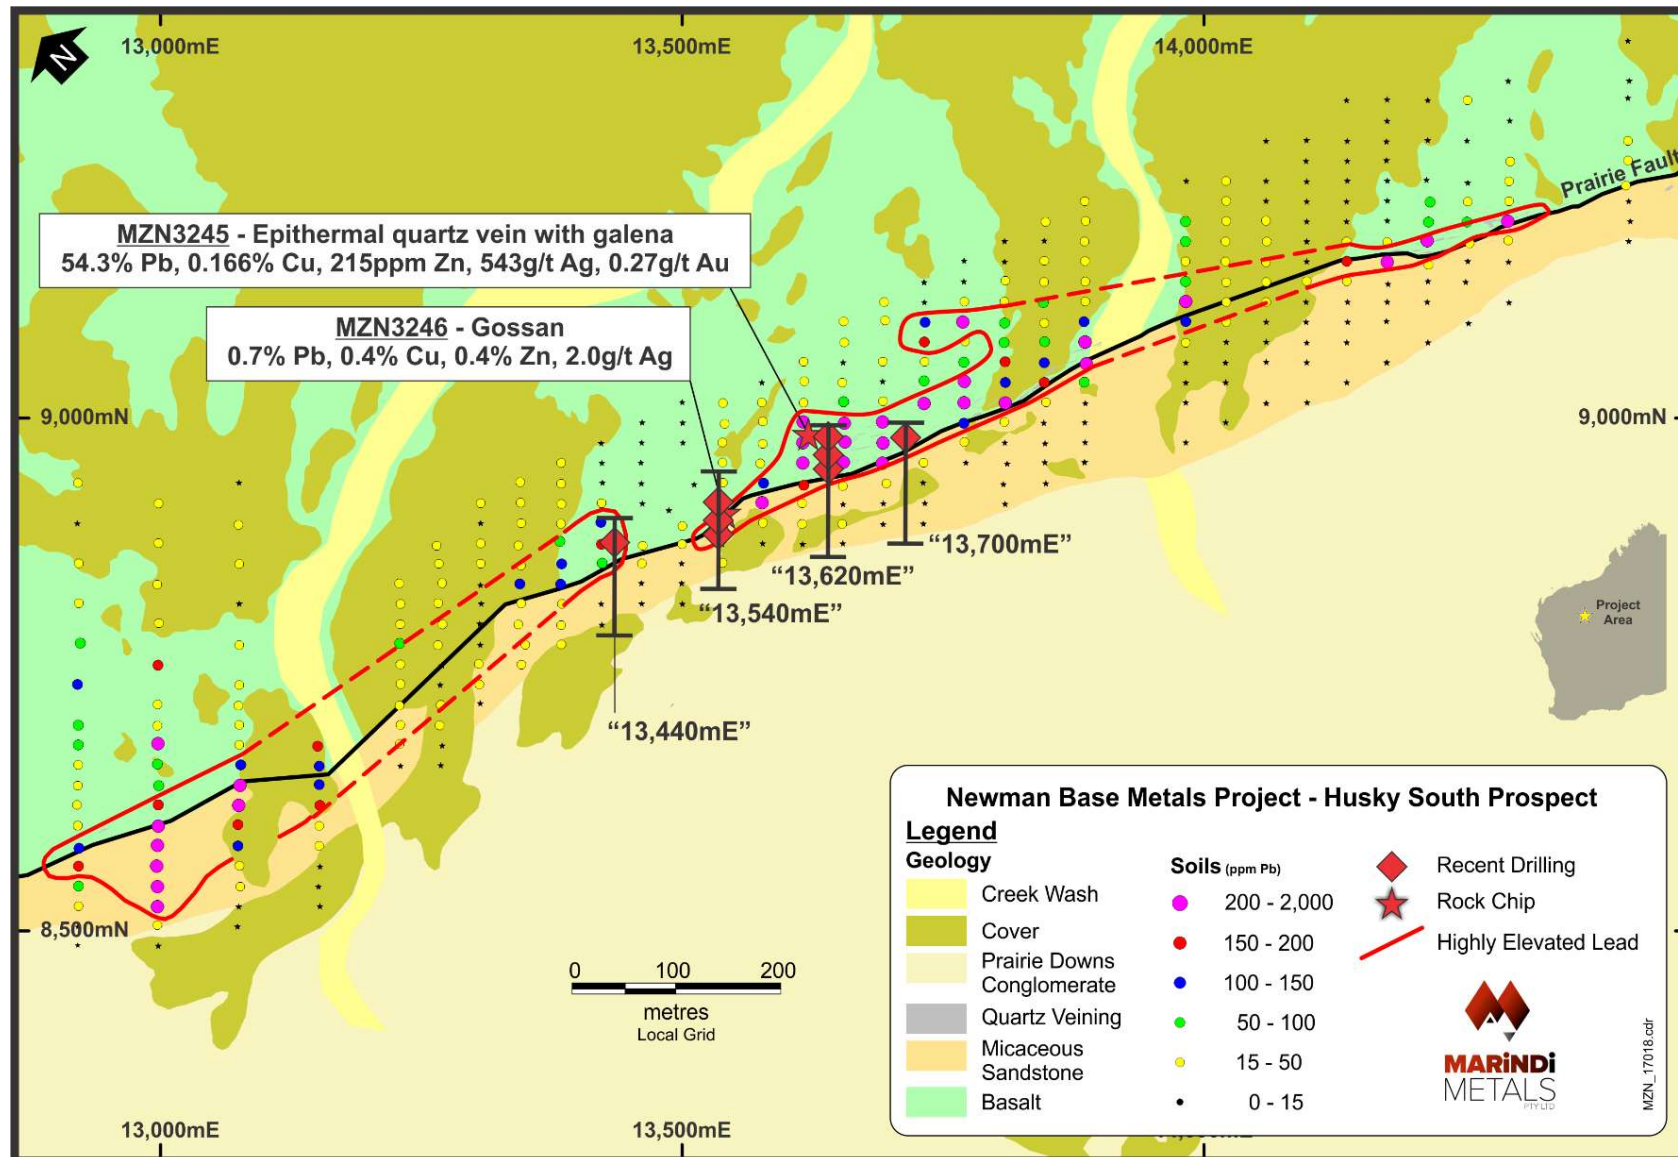 N
13,000mE
13,500mE
14,000mE
Prairie Fault
MZN3245 - Epithermal quartz vein with galena
54.3% Pb, 0.166% Cu, 215ppm Zn, 543g/t Ag, 0.27g/t Au
MZN3246 - Gossan
0.7% Pb, 0.4% Cu, 0.4% Zn, 2.0g/t Ag
9,000mN
9,000mN
“13,700mE”
“13,620mE”
“13,540mE”
“13,440mE”
Project
Area
8,500mN
0 100 200
metres
Local Grid
Newman Base Metals Project - Husky South Prospect
Legend
Geology
Creek Wash
Cover
Prairie Downs
Conglomerate
Quartz Veining
Micaceous
Sandstone
Basalt
Soils (ppm Pb)
200 - 2,000
150 - 200
100 - 150
50 - 100
15 - 50
0 - 15
Recent Drilling
Rock Chip
Highly Elevated Lead
MARiNDi
METALS
PTY LTD
MZN_17018.cdr
13,000mE
13,500mE